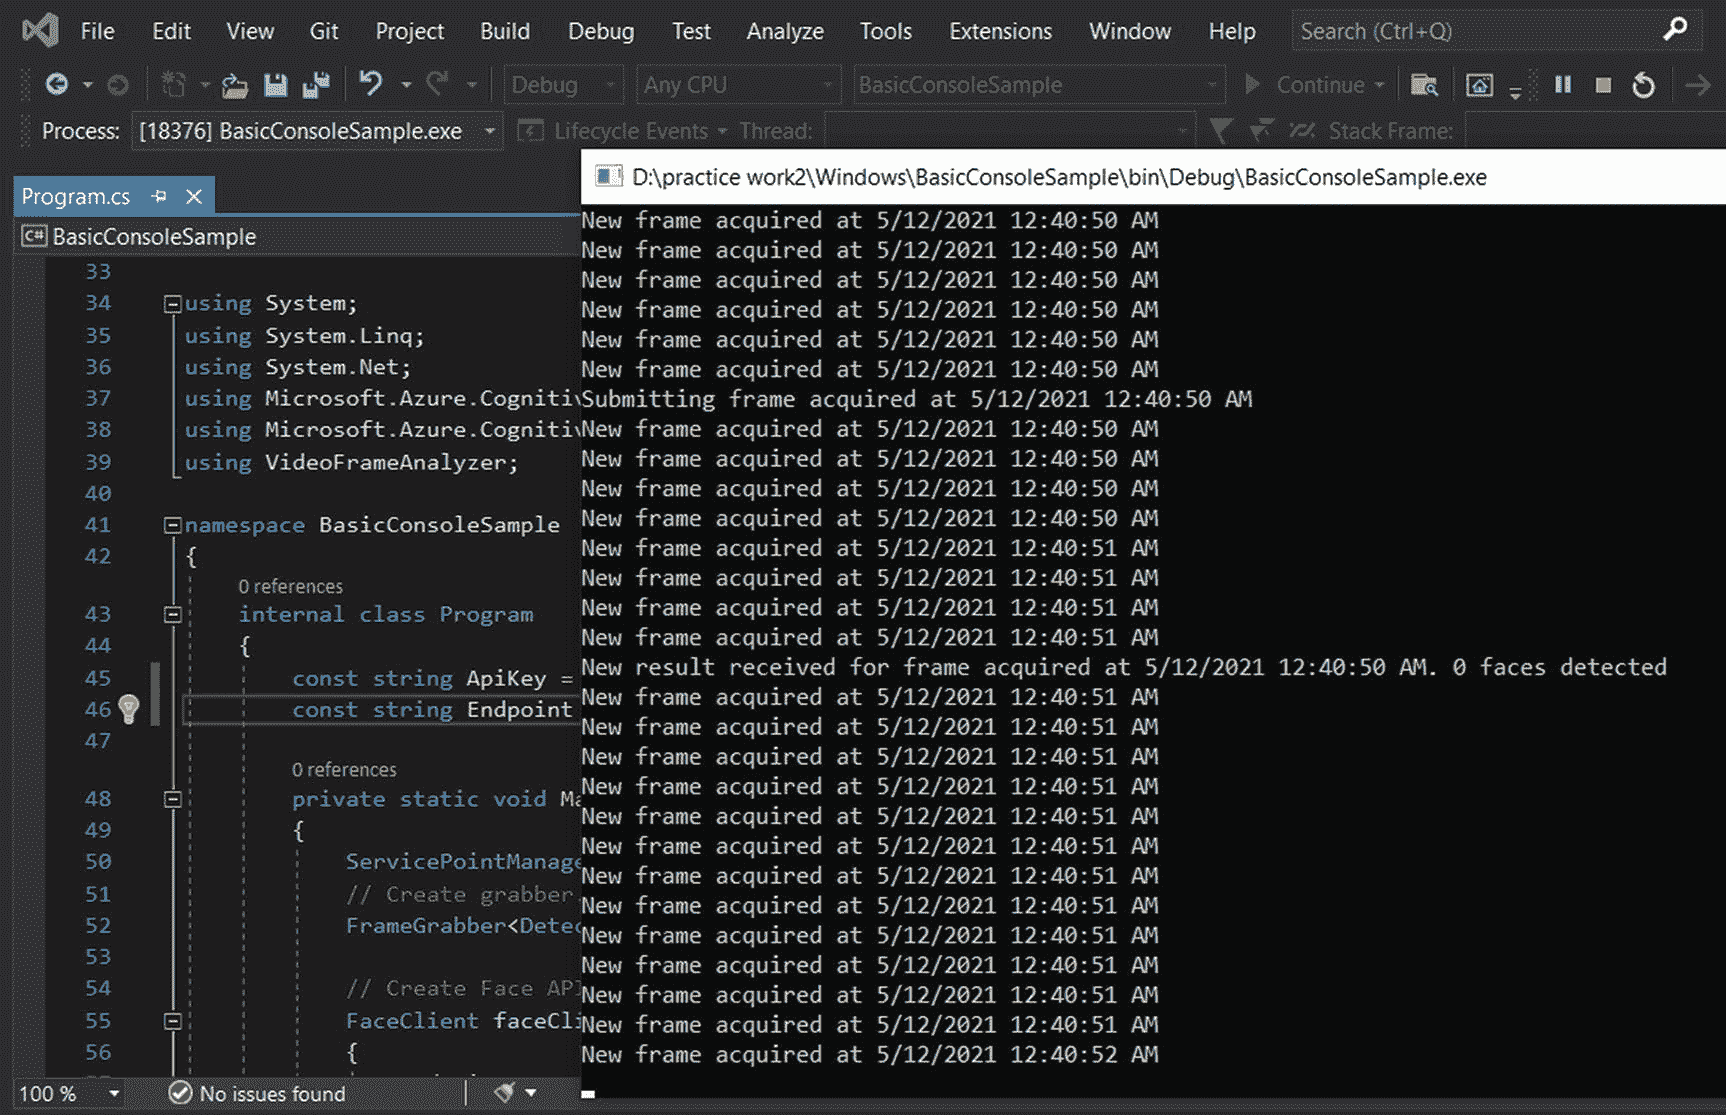 File Edit View Git Project Build Debug Test Analyze Tools Extensions Window Help Search (Ctrl+Q)
Debug Any CPU BasicConsoleSample Continue
Process: [18376] BasicConsoleSample.exe Lifecycle Events Thread: Stack Frame:
Program.cs
C# BasicConsoleSample
33
34 using System;
35 using System.Linq;
36 using System.Net;
37 using Microsoft.Azure.Cognitiv
38 using Microsoft.Azure.Cognitiv
39 using VideoFrameAnalyzer;
40
41 namespace BasicConsoleSample
42 {
0 references
43 internal class Program
44 {
45 const string ApiKey =
46 const string Endpoint
47
0 references
48 private static void Ma
49 {
50 ServicePointManage
51 // Create grabber.
52 FrameGrabber<Detec
53
54 // Create Face API
55 FaceClient faceCli
56 {
100 % No issues found
D:\practice work2\Windows\BasicConsoleSample\bin\Debug\BasicConsoleSample.exe
New frame acquired at 5/12/2021 12:40:50 AM
New frame acquired at 5/12/2021 12:40:50 AM
New frame acquired at 5/12/2021 12:40:50 AM
New frame acquired at 5/12/2021 12:40:50 AM
New frame acquired at 5/12/2021 12:40:50 AM
New frame acquired at 5/12/2021 12:40:50 AM
Submitting frame acquired at 5/12/2021 12:40:50 AM
New frame acquired at 5/12/2021 12:40:50 AM
New frame acquired at 5/12/2021 12:40:50 AM
New frame acquired at 5/12/2021 12:40:50 AM
New frame acquired at 5/12/2021 12:40:50 AM
New frame acquired at 5/12/2021 12:40:51 AM
New frame acquired at 5/12/2021 12:40:51 AM
New frame acquired at 5/12/2021 12:40:51 AM
New frame acquired at 5/12/2021 12:40:51 AM
New result received for frame acquired at 5/12/2021 12:40:50 AM. 0 faces detected
New frame acquired at 5/12/2021 12:40:51 AM
New frame acquired at 5/12/2021 12:40:51 AM
New frame acquired at 5/12/2021 12:40:51 AM
New frame acquired at 5/12/2021 12:40:51 AM
New frame acquired at 5/12/2021 12:40:51 AM
New frame acquired at 5/12/2021 12:40:51 AM
New frame acquired at 5/12/2021 12:40:51 AM
New frame acquired at 5/12/2021 12:40:51 AM
New frame acquired at 5/12/2021 12:40:51 AM
New frame acquired at 5/12/2021 12:40:51 AM
New frame acquired at 5/12/2021 12:40:51 AM
New frame acquired at 5/12/2021 12:40:51 AM
New frame acquired at 5/12/2021 12:40:52 AM